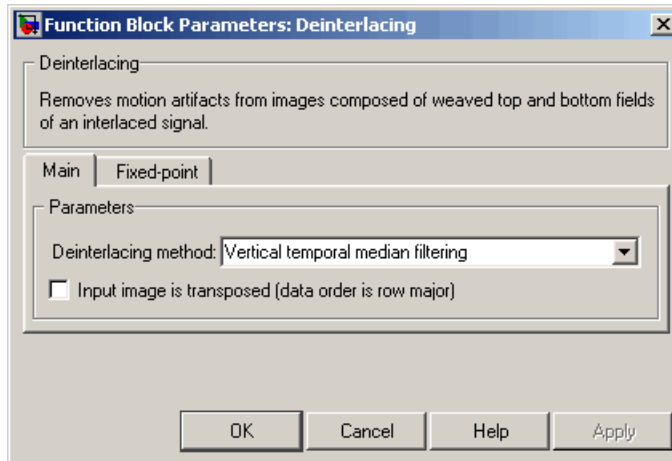 Function Block Parameters: Deinterlacing
Deinterlacing
Removes motion artifacts from images composed of weaved top and bottom fields
of an interlaced signal.
Main Fixed-point
Parameters
Deinterlacing method: Vertical temporal median filtering
Input image is transposed (data order is row major)
OK Cancel Help Apply